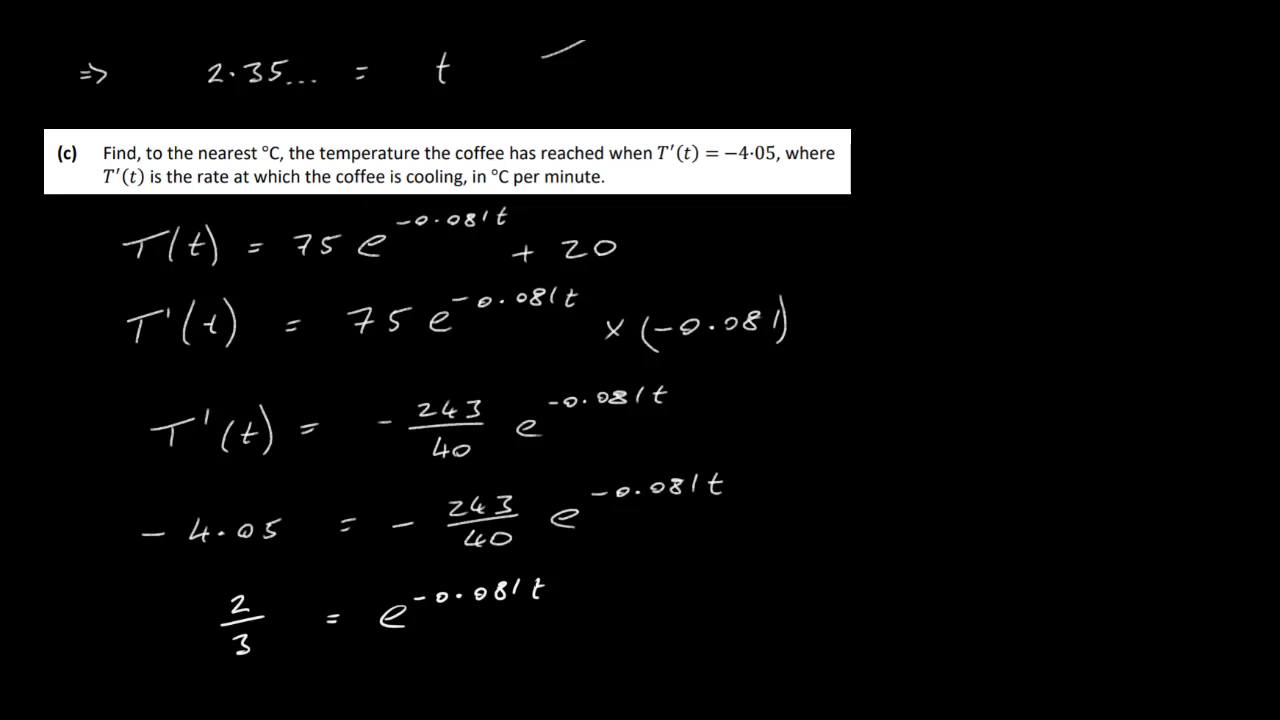 ⇒ 2.35... = t
(c) Find, to the nearest °C, the temperature the coffee has reached when T′(t) = −4·05, where
T′(t) is the rate at which the coffee is cooling, in °C per minute.
T(t) = 75 e^{-0.081t} + 20
T'(t) = 75 e^{-0.081t} × (-0.081)
T'(t) = - 243/40 e^{-0.081t}
- 4.05 = - 243/40 e^{-0.081t}
2/3 = e^{-0.081t}